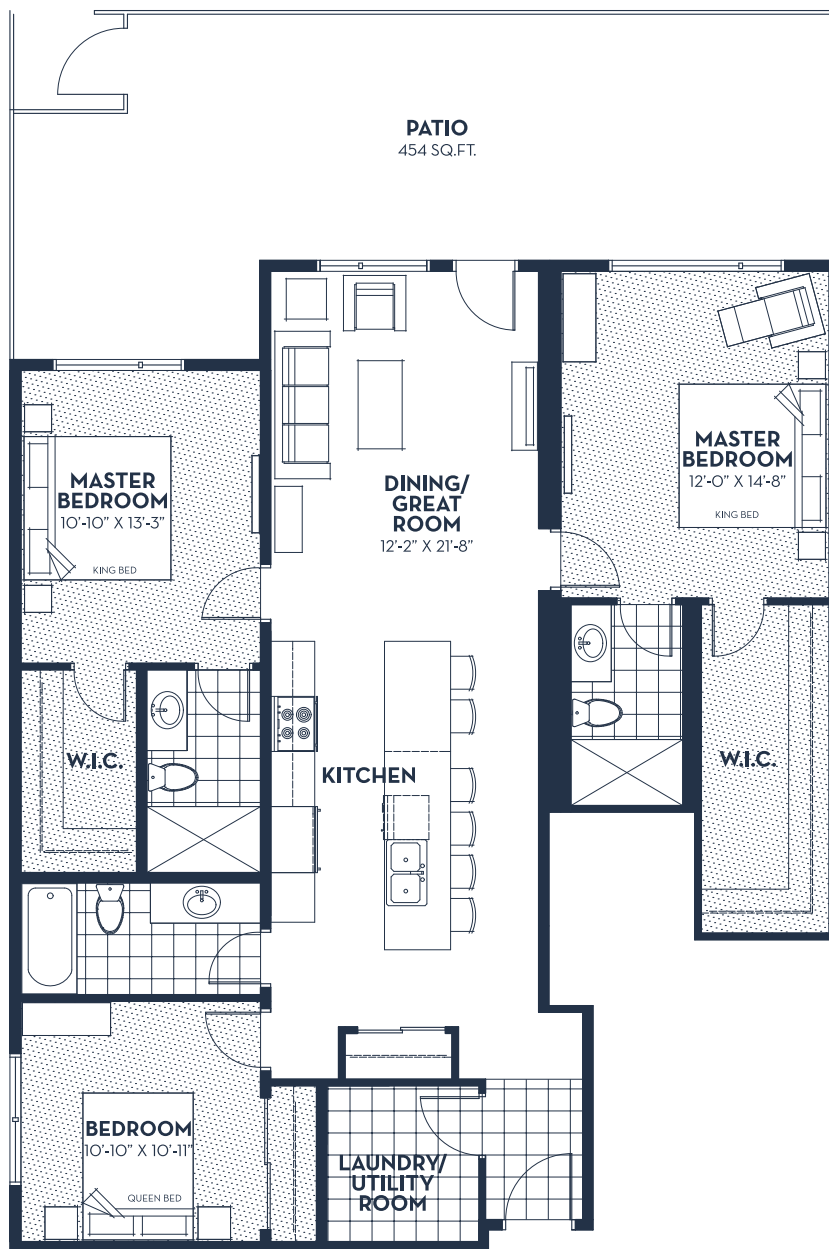 PATIO
454 SQ.FT.
MASTER
BEDROOM
10'-10” X 13'-3”
KING BED
DINING/
GREAT
ROOM
12'-2” X 21'-8”
MASTER
BEDROOM
12'-0” X 14'-8”
KING BED
W.I.C.
KITCHEN
W.I.C.
BEDROOM
10'-10” X 10'-11”
QUEEN BED
LAUNDRY/
UTILITY
ROOM